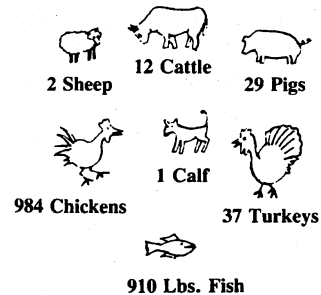 2 Sheep
12 Cattle
29 Pigs
984 Chickens
1 Calf
37 Turkeys
910 Lbs. Fish